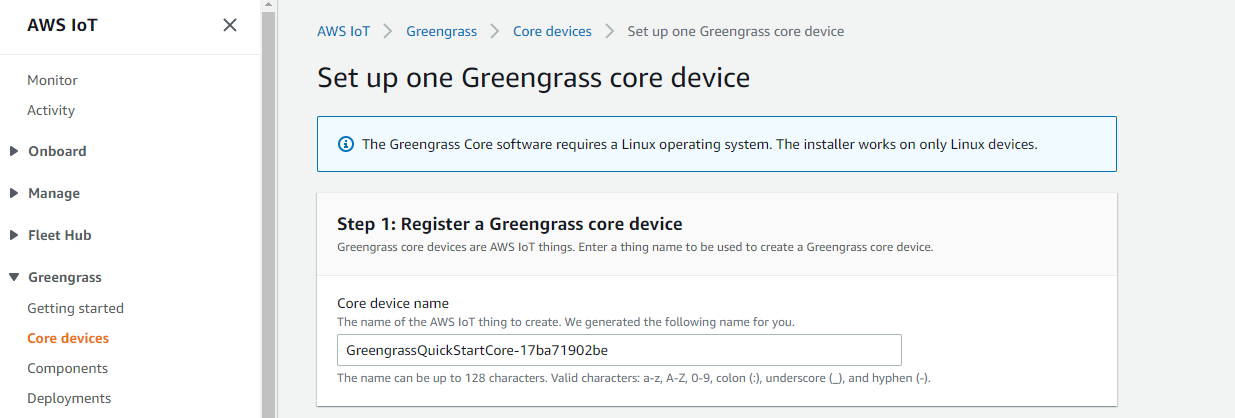 AWS IoT
Monitor
Activity
Onboard
Manage
Fleet Hub
Greengrass
Getting started
Core devices
Components
Deployments
AWS IoT > Greengrass > Core devices > Set up one Greengrass core device
Set up one Greengrass core device
The Greengrass Core software requires a Linux operating system. The installer works on only Linux devices.
Step 1: Register a Greengrass core device
Greengrass core devices are AWS IoT things. Enter a thing name to be used to create a Greengrass core device.
Core device name
The name of the AWS IoT thing to create. We generated the following name for you.
GreengrassQuickStartCore-17ba71902be
The name can be up to 128 characters. Valid characters: a-z, A-Z, 0-9, colon (:), underscore (_), and hyphen (-).